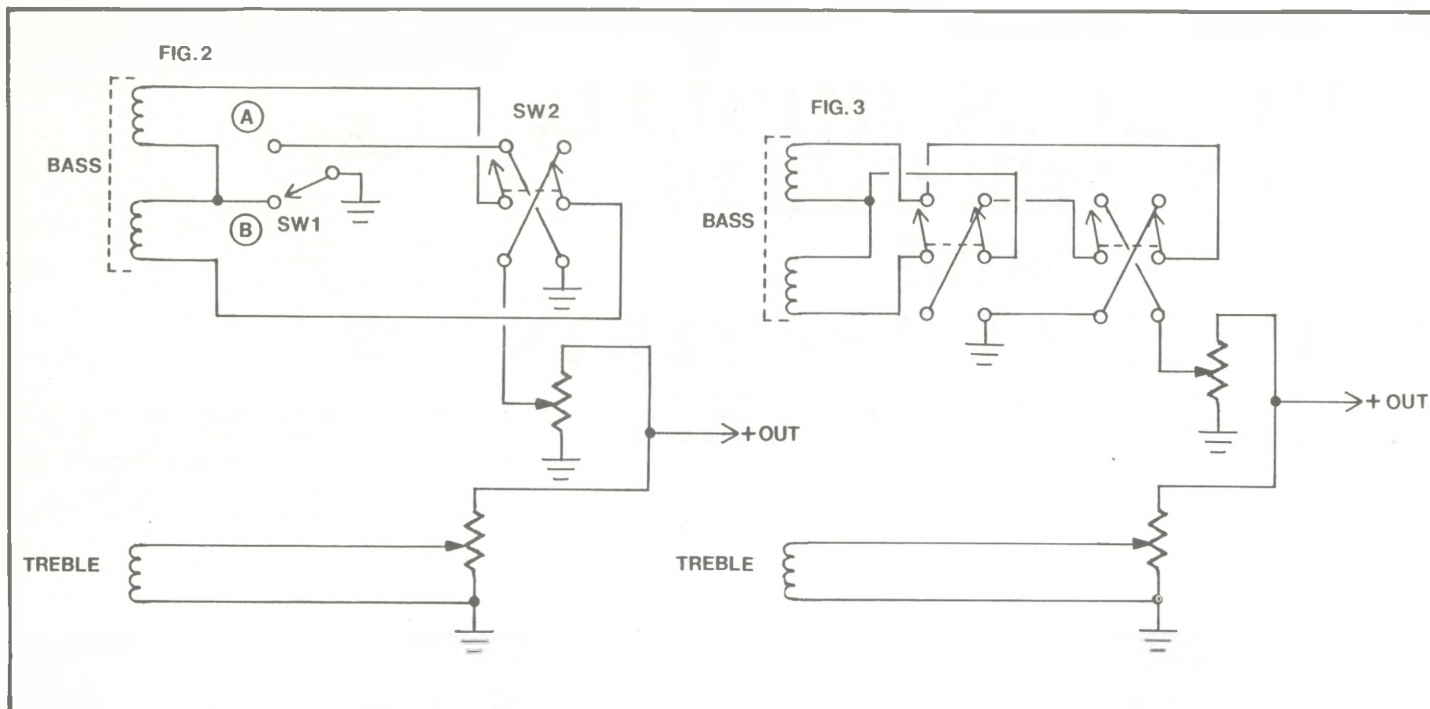 FIG.2
A
SW2
BASS
B
SW1
+OUT
TREBLE
FIG.3
BASS
+OUT
TREBLE